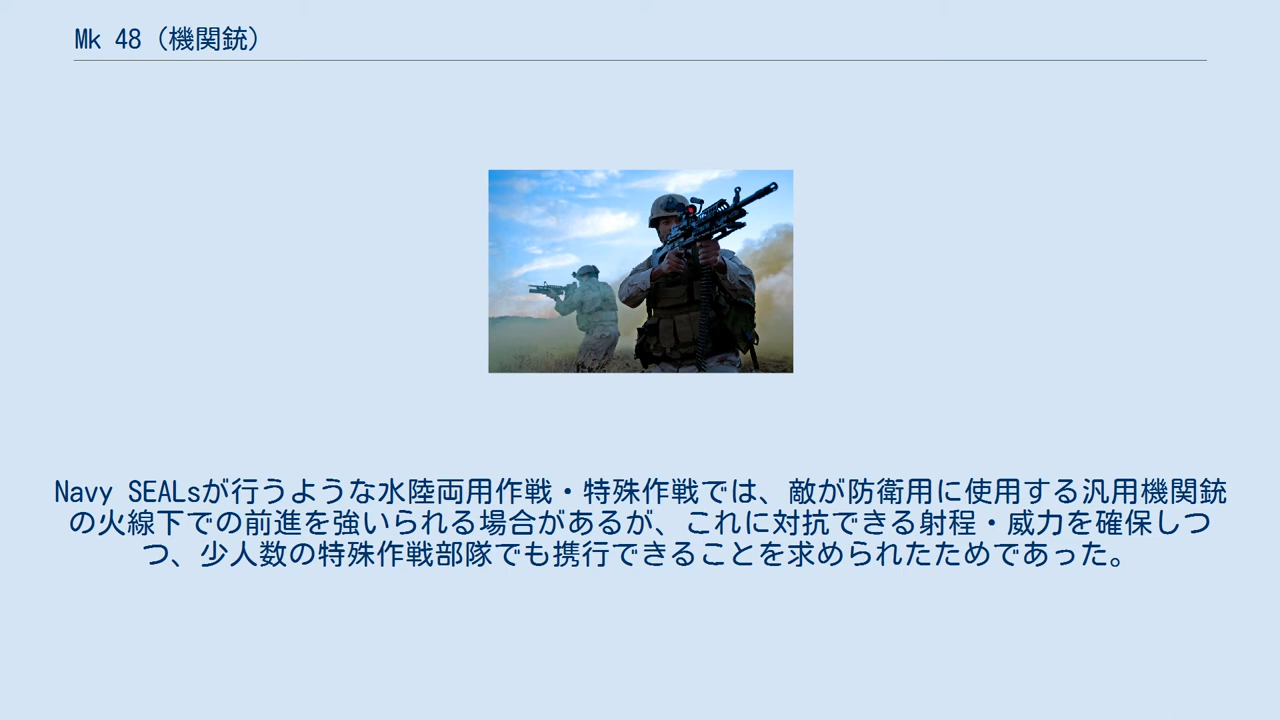 Mk 48（機関銃）
Navy SEALsが行うような水陸両用作戦・特殊作戦では、敵が防衛用に使用する汎用機関銃
の火線下での前進を強いられる場合があるが、これに対抗できる射程・威力を確保しつ
つ、少人数の特殊作戦部隊でも携行できることを求められたためであった。